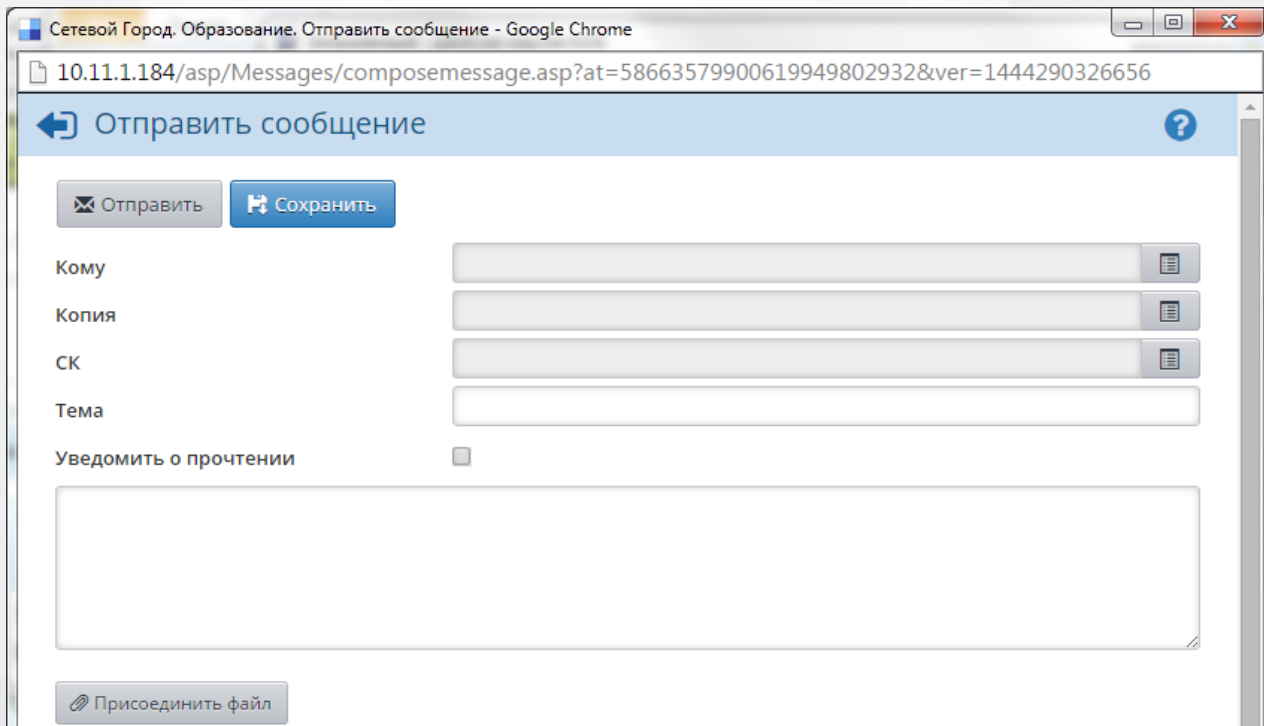 Сетевой Город. Образование. Отправить сообщение - Google Chrome
10.11.1.184/asp/Messages/composemessage.asp?at=58663579900619949802932&ver=1444290326656
Отправить сообщение
Отправить Сохранить
Кому
Копия
СК
Тема
Уведомить о прочтении
Присоединить файл